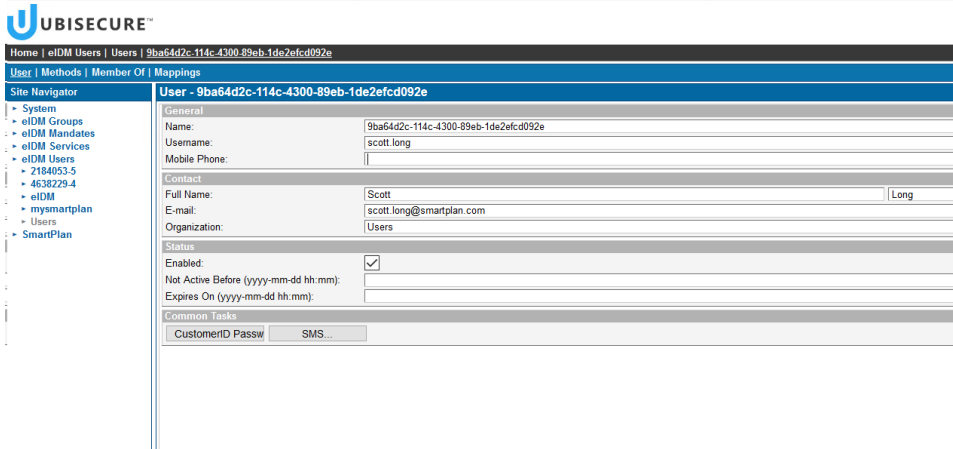 UBISECURE™
Home | eIDM Users | Users | 9ba64d2c-114c-4300-89eb-1de2efcd092e
User | Methods | Member Of | Mappings
Site Navigator
System
eIDM Groups
eIDM Mandates
eIDM Services
eIDM Users
2184053-5
4638229-4
eIDM
mysmartplan
Users
SmartPlan
User - 9ba64d2c-114c-4300-89eb-1de2efcd092e
General
Name: 9ba64d2c-114c-4300-89eb-1de2efcd092e
Username: scott.long
Mobile Phone:
Contact
Full Name: Scott Long
E-mail: scott.long@smartplan.com
Organization: Users
Status
Enabled:
Not Active Before (yyyy-mm-dd hh:mm):
Expires On (yyyy-mm-dd hh:mm):
Common Tasks
CustomerID Passw SMS...